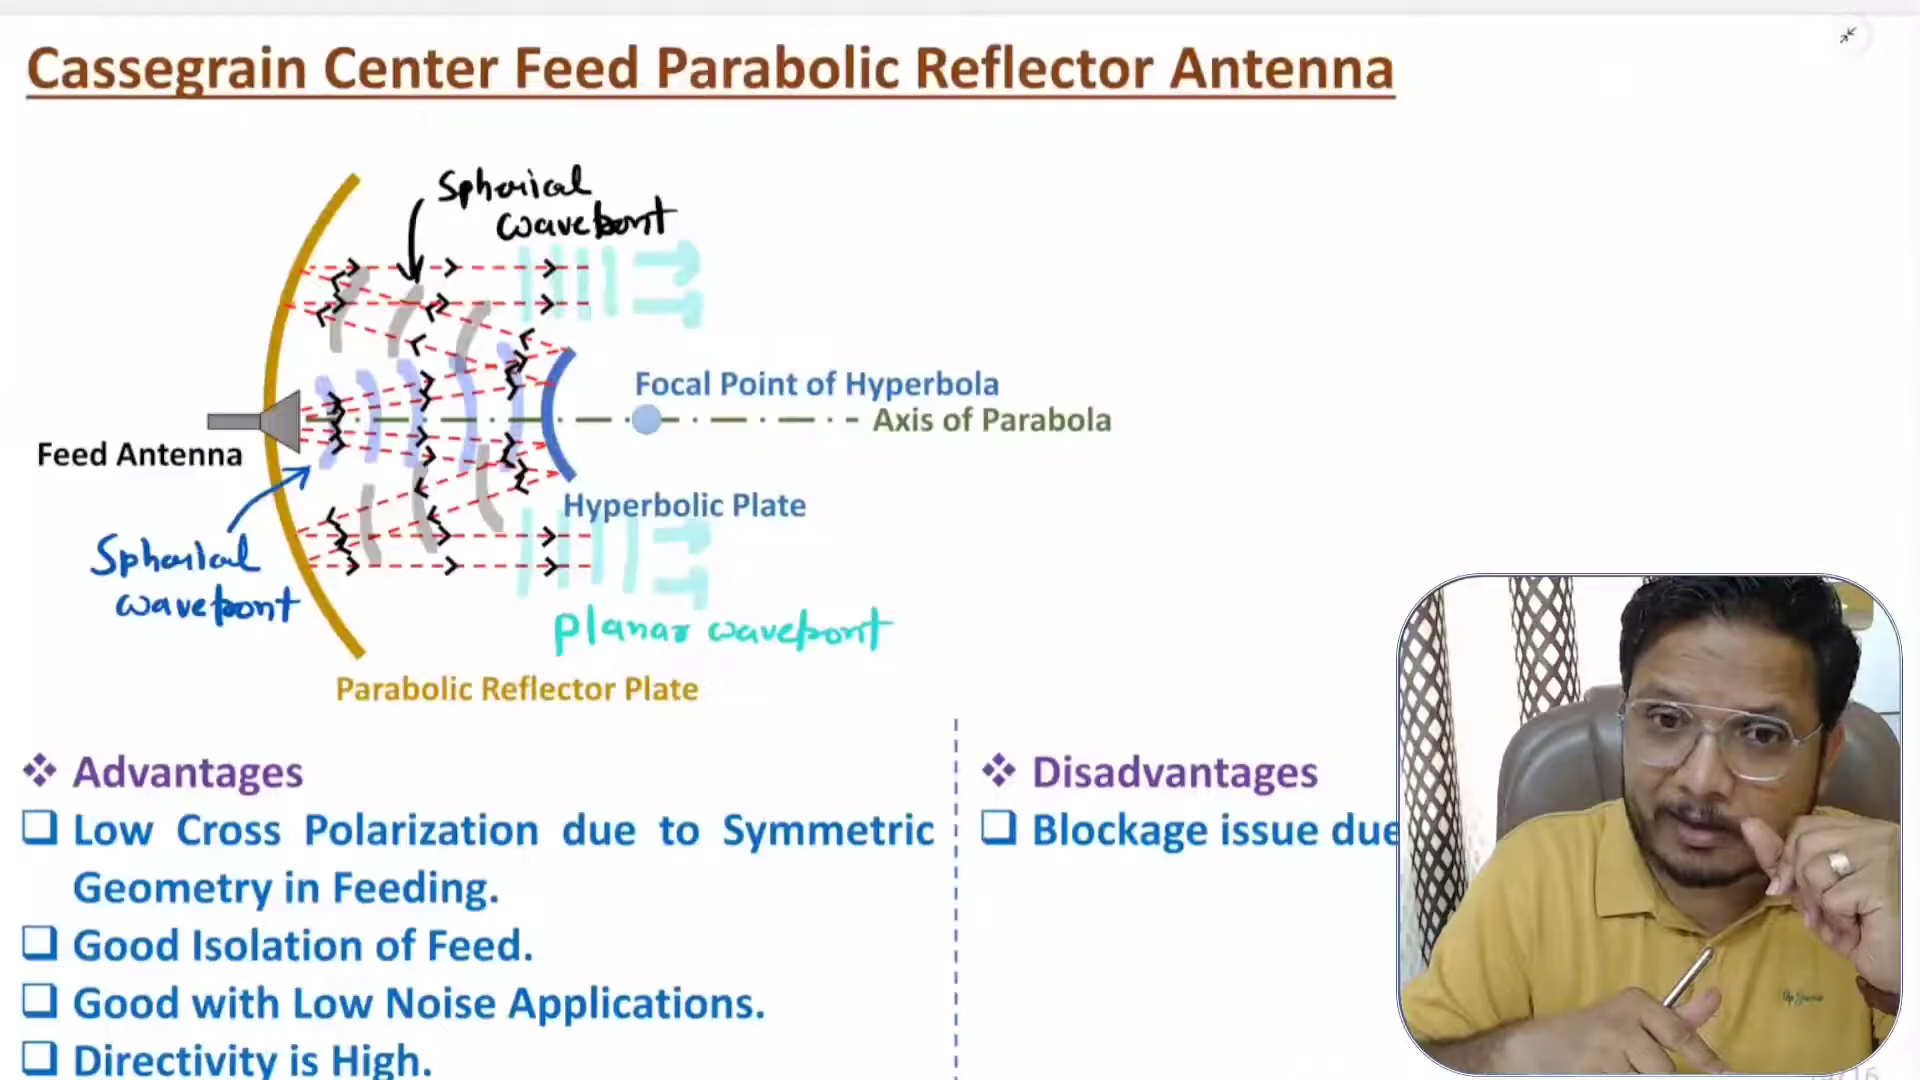 Cassegrain Center Feed Parabolic Reflector Antenna
Spherical
wavefront
Focal Point of Hyperbola
Axis of Parabola
Feed Antenna
Hyperbolic Plate
Spherical
wavefront
planar wavefront
Parabolic Reflector Plate
Advantages
Low Cross Polarization due to Symmetric
Geometry in Feeding.
Good Isolation of Feed.
Good with Low Noise Applications.
Directivity is High.
Disadvantages
Blockage issue due